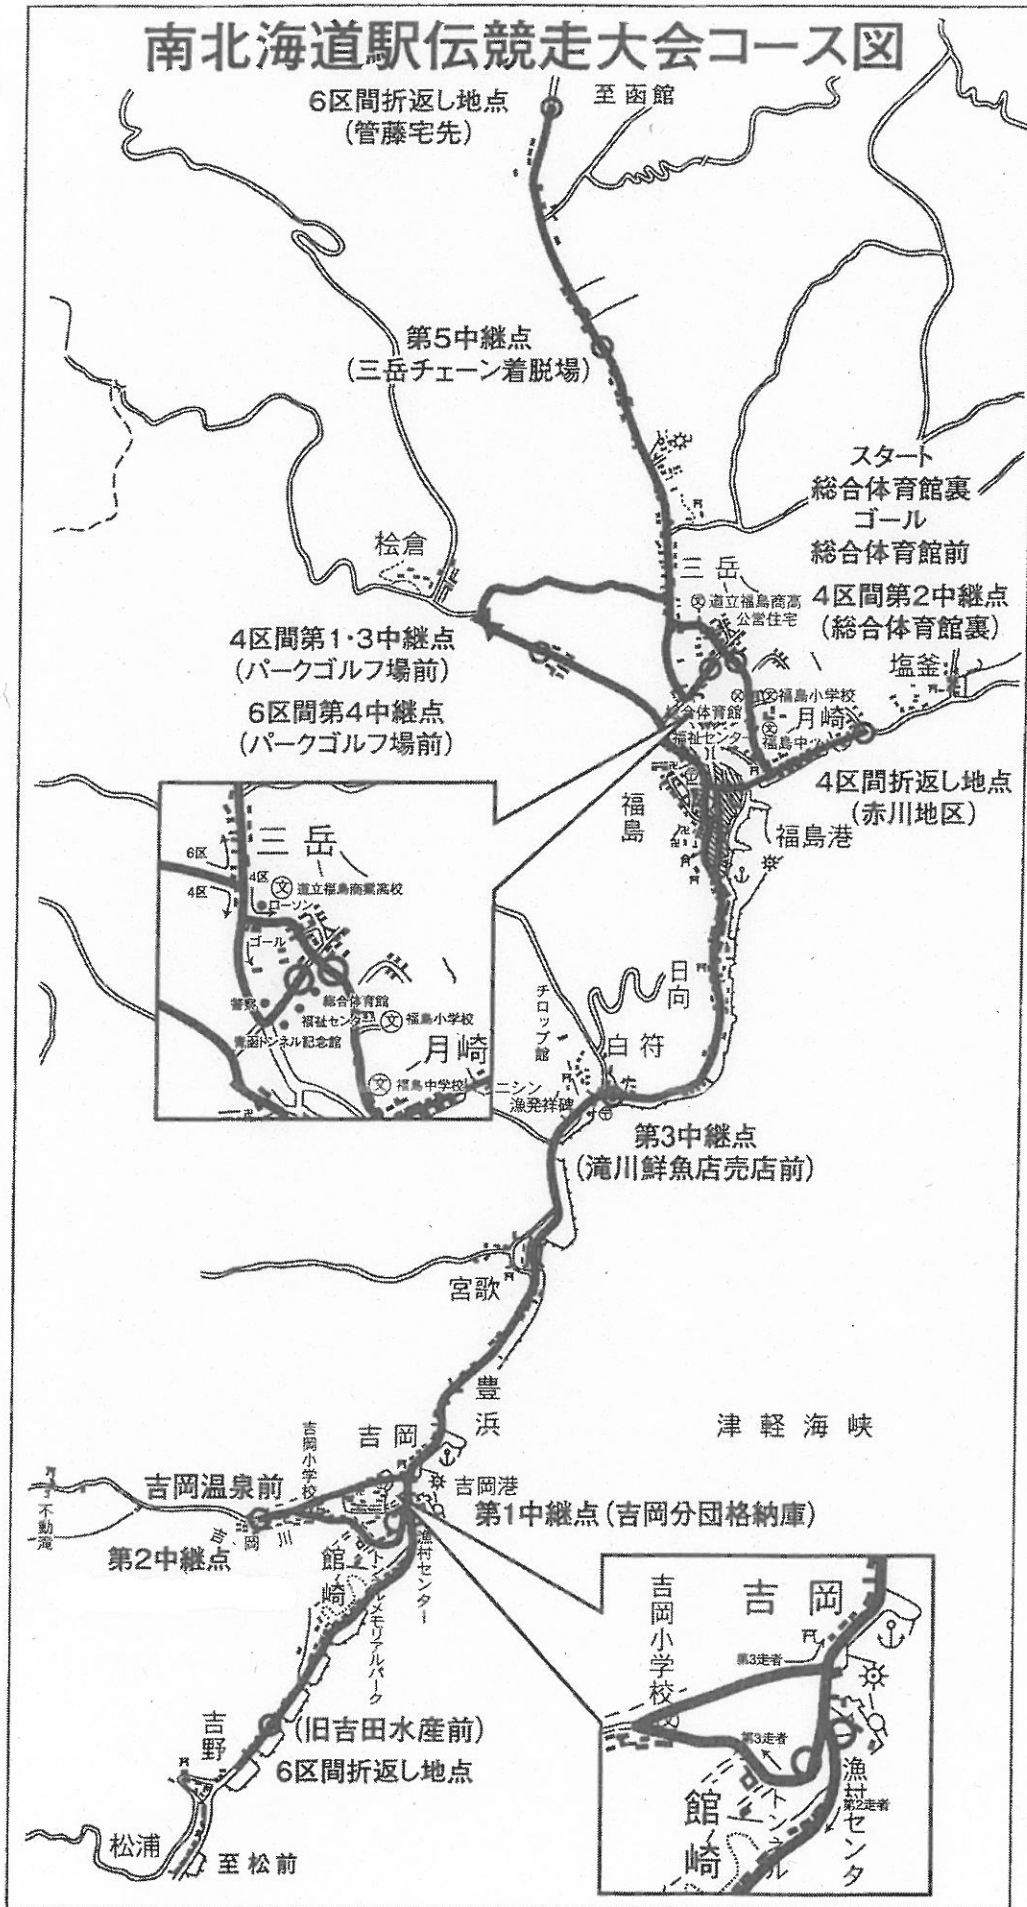 南北海道駅伝競走大会コース図
6区間折返し地点
(管藤宅先)
至函館
第5中継点
(三岳チェーン着脱場)
スタート
総合体育館裏
ゴール
総合体育館前
桧倉
三岳
道立福島商高
公営住宅
4区間第2中継点
(総合体育館裏)
4区間第1・3中継点
(パークゴルフ場前)
塩釜
6区間第4中継点
(パークゴルフ場前)
福島小学校
合体育館
月崎
福祉センター
福島中
4区間折返し地点
(赤川地区)
福島
福島港
三岳
6区
4区
4区
文
道立福島商業高校
ローソン
ゴール
警察
総合体育館
福祉センター
文
福島小学校
青函トンネル記念館
月崎
文
福島中学校
日向
チロップ館
白符
ニシン
漁発祥碑
第3中継点
(滝川鮮魚店売店前)
宮歌
豊浜
津軽海峡
吉岡
吉岡小学校
吉岡温泉前
吉岡港
不動滝
吉岡川
第1中継点(吉岡分団格納庫)
第2中継点
館崎
トンネルメモリアルパーク
漁村センター
吉岡
吉岡小学校
第3走者
第3走者
吉野
(旧吉田水産前)
6区間折返し地点
館崎
トンネル
漁村センタ
第2走者
松浦
至松前